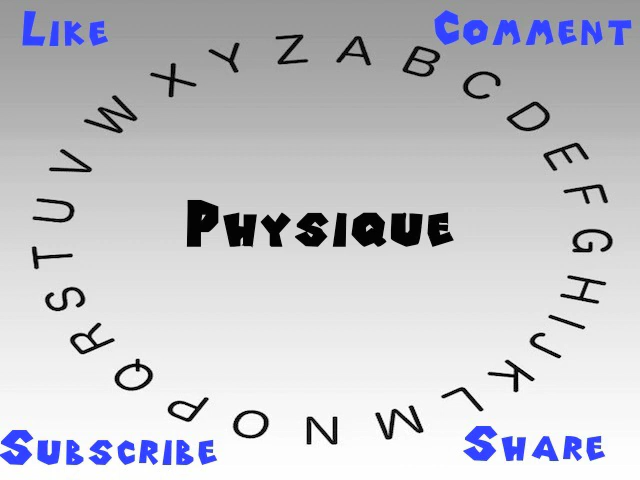 Like
Comment
A B C D E F G H I J K L M N O P Q R S T U V W X Y Z
Physique
Subscribe
Share